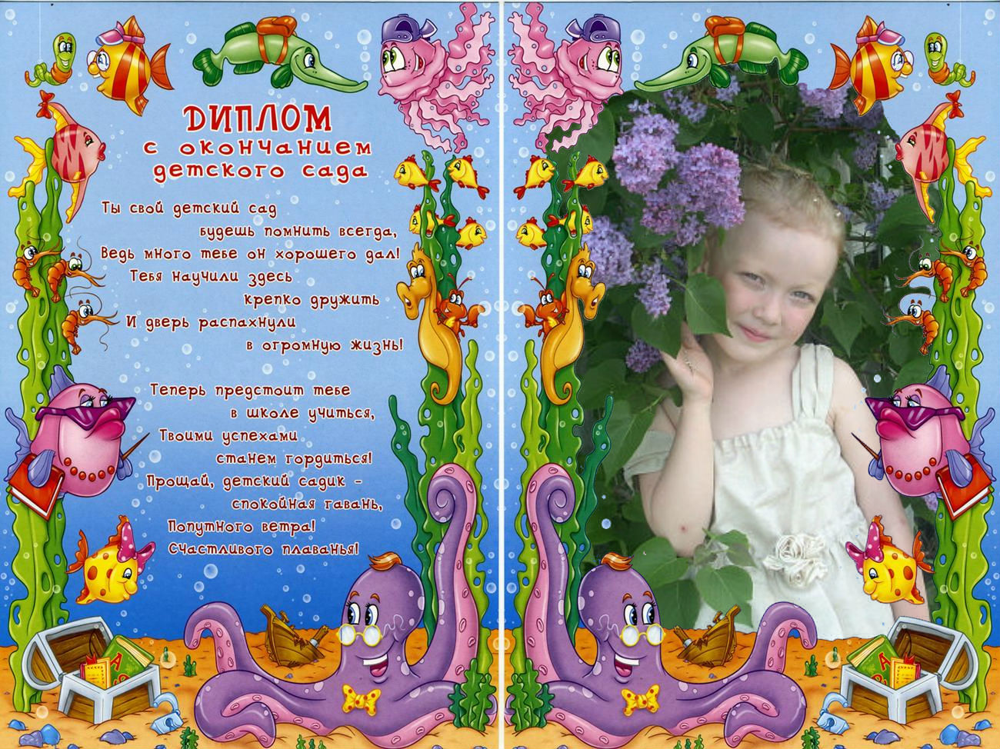 ДИПЛОМ
с окончанием
детского сада
Ты свой детский сад
будешь помнить всегда,
Ведь много тебе он хорошего дал!
Тебя научили здесь
крепко дружить
И дверь распахнули
в огромную жизнь!
Теперь предстоит тебе
в школе учиться,
Твоими успехами
станем гордиться!
Прощай, детский садик -
спокойная гавань,
Попутного ветра!
Счастливого плаванья!